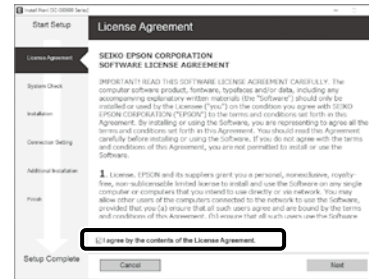 Start Setup
License Agreement
License Agreement
System Check
Installation
Connection Setting
Additional Installation
Finish
Setup Complete
SEIKO EPSON CORPORATION
SOFTWARE LICENSE AGREEMENT
IMPORTANT! READ THIS SOFTWARE LICENSE AGREEMENT CAREFULLY. The
computer software product, fontware, typefaces and/or data, including any
accompanying explanatory written materials (the "Software") should only be
installed or used by the Licensee ("you") on the condition you agree with SEIKO
EPSON CORPORATION ("EPSON") to the terms and conditions set forth in this
Agreement. By installing or using the Software, you are representing to agree all the
terms and conditions set forth in this Agreement. You should read this Agreement
carefully before installing or using the Software. If you do not agree with the terms
and conditions of this Agreement, you are not permitted to install or use the
Software.
1. License. EPSON and its suppliers grant you a personal, nonexclusive, royalty-
free, non-sublicensable limited license to install and use the Software on any single
computer or computers that you intend to use directly or via network. You may
allow other users of the computers connected to the network to use the Software,
provided that you (a) ensure that all such users agree and are bound by the terms
and conditions of this Agreement, (b) ensure that all such users use the Software
I agree by the contents of the License Agreement.
Cancel
Next